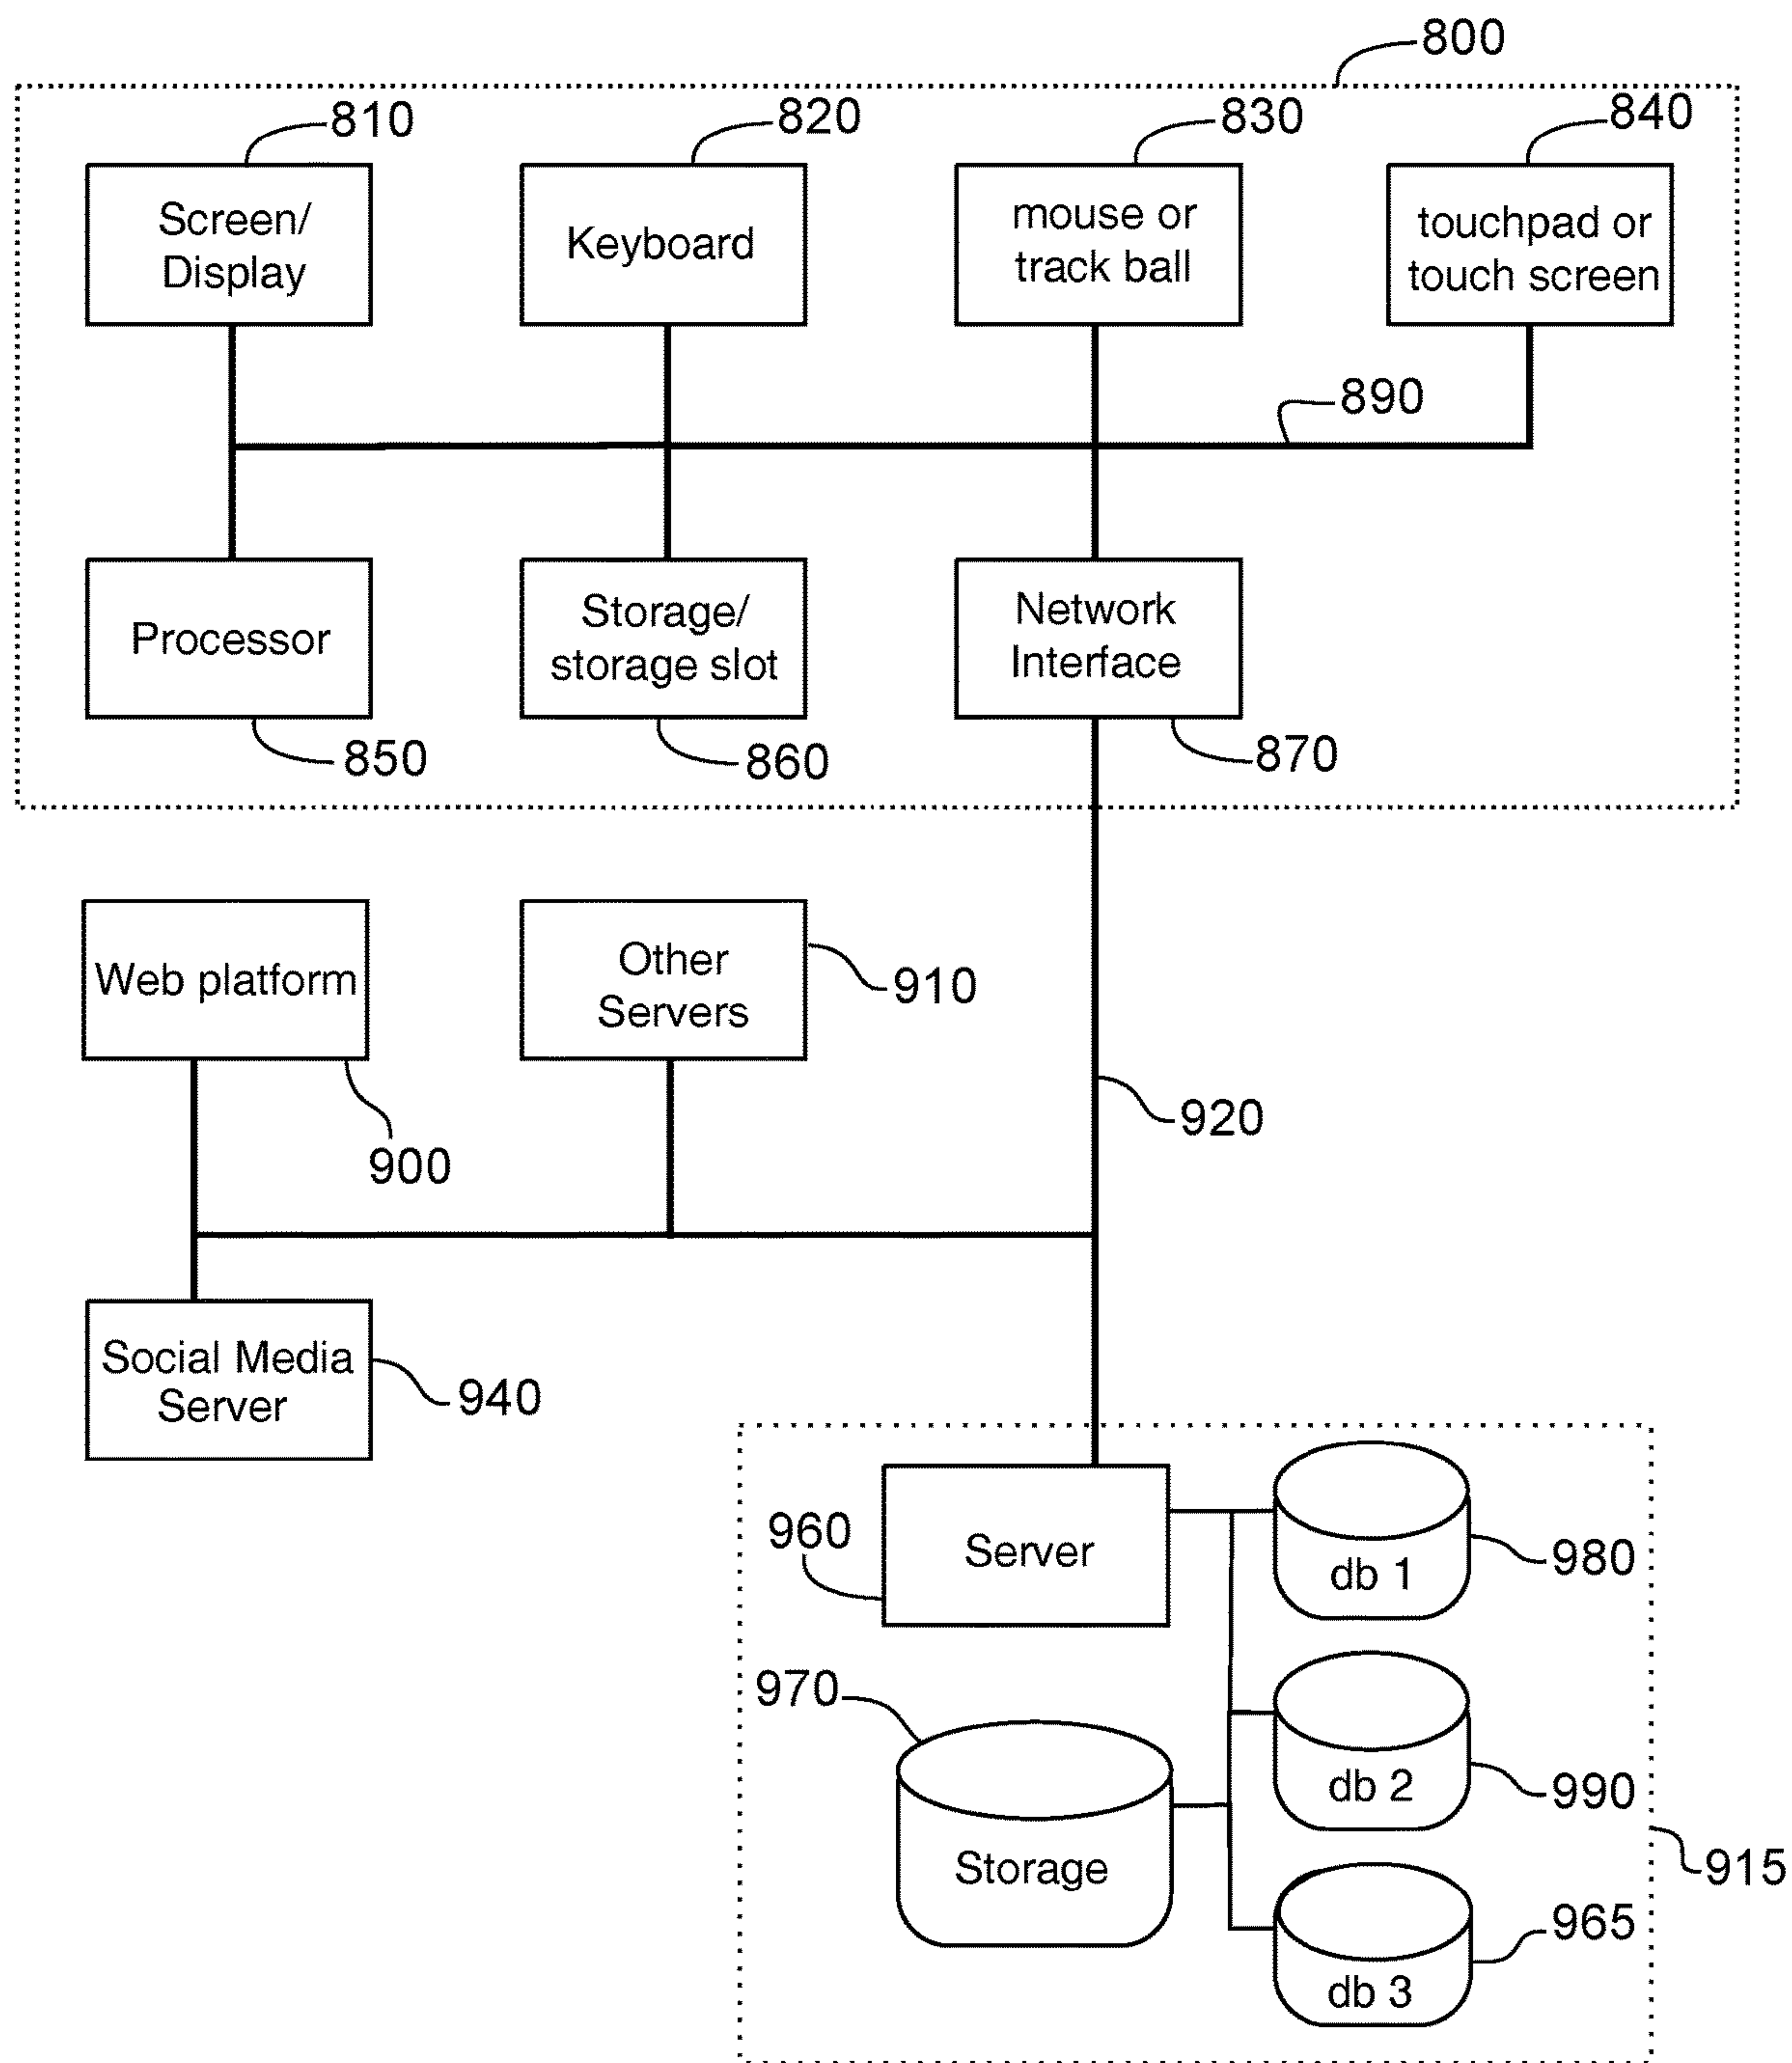 800
810
820
830
840
Screen/
Display
Keyboard
mouse or
track ball
touchpad or
touch screen
890
Processor
Storage/
storage slot
Network
Interface
850
860
870
Web platform
Other
Servers
910
900
920
Social Media
Server
940
960
Server
db 1
980
970
Storage
db 2
990
915
db 3
965